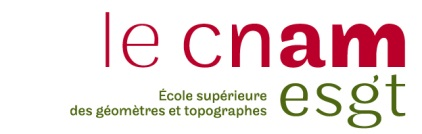 le cnam
École supérieure
des géomètres et topographes
esgt